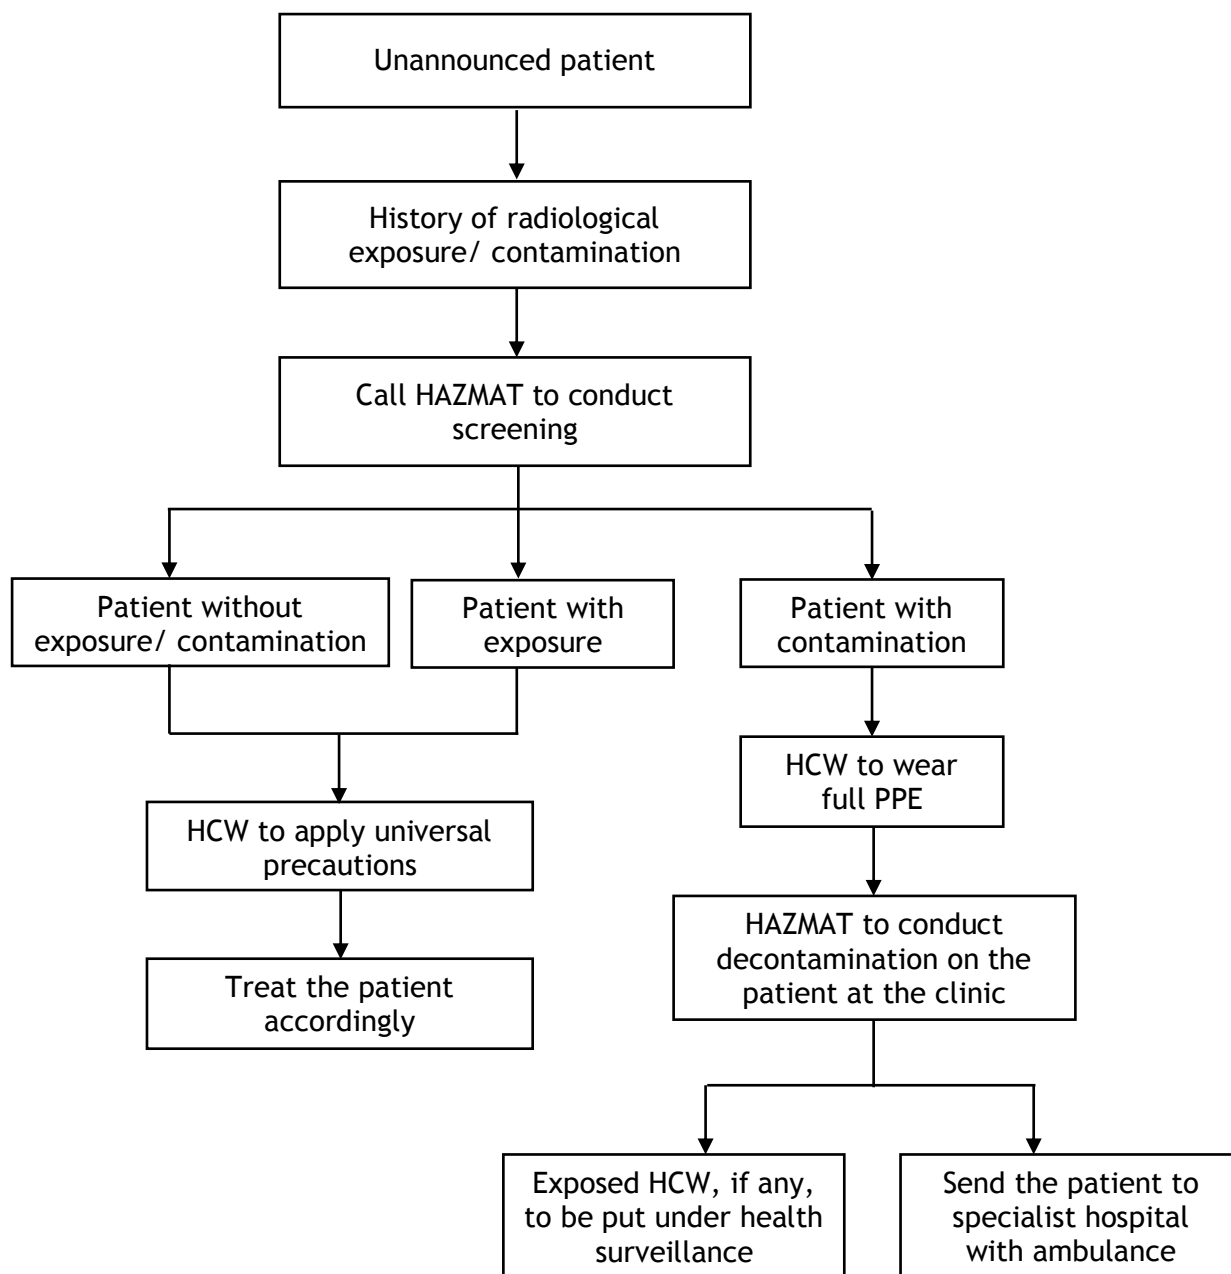 Unannounced patient
History of radiological
exposure/ contamination
Call HAZMAT to conduct
screening
Patient without
exposure/ contamination
Patient with
exposure
Patient with
contamination
HCW to wear
full PPE
HCW to apply universal
precautions
HAZMAT to conduct
decontamination on the
patient at the clinic
Treat the patient
accordingly
Exposed HCW, if any,
to be put under health
surveillance
Send the patient to
specialist hospital
with ambulance